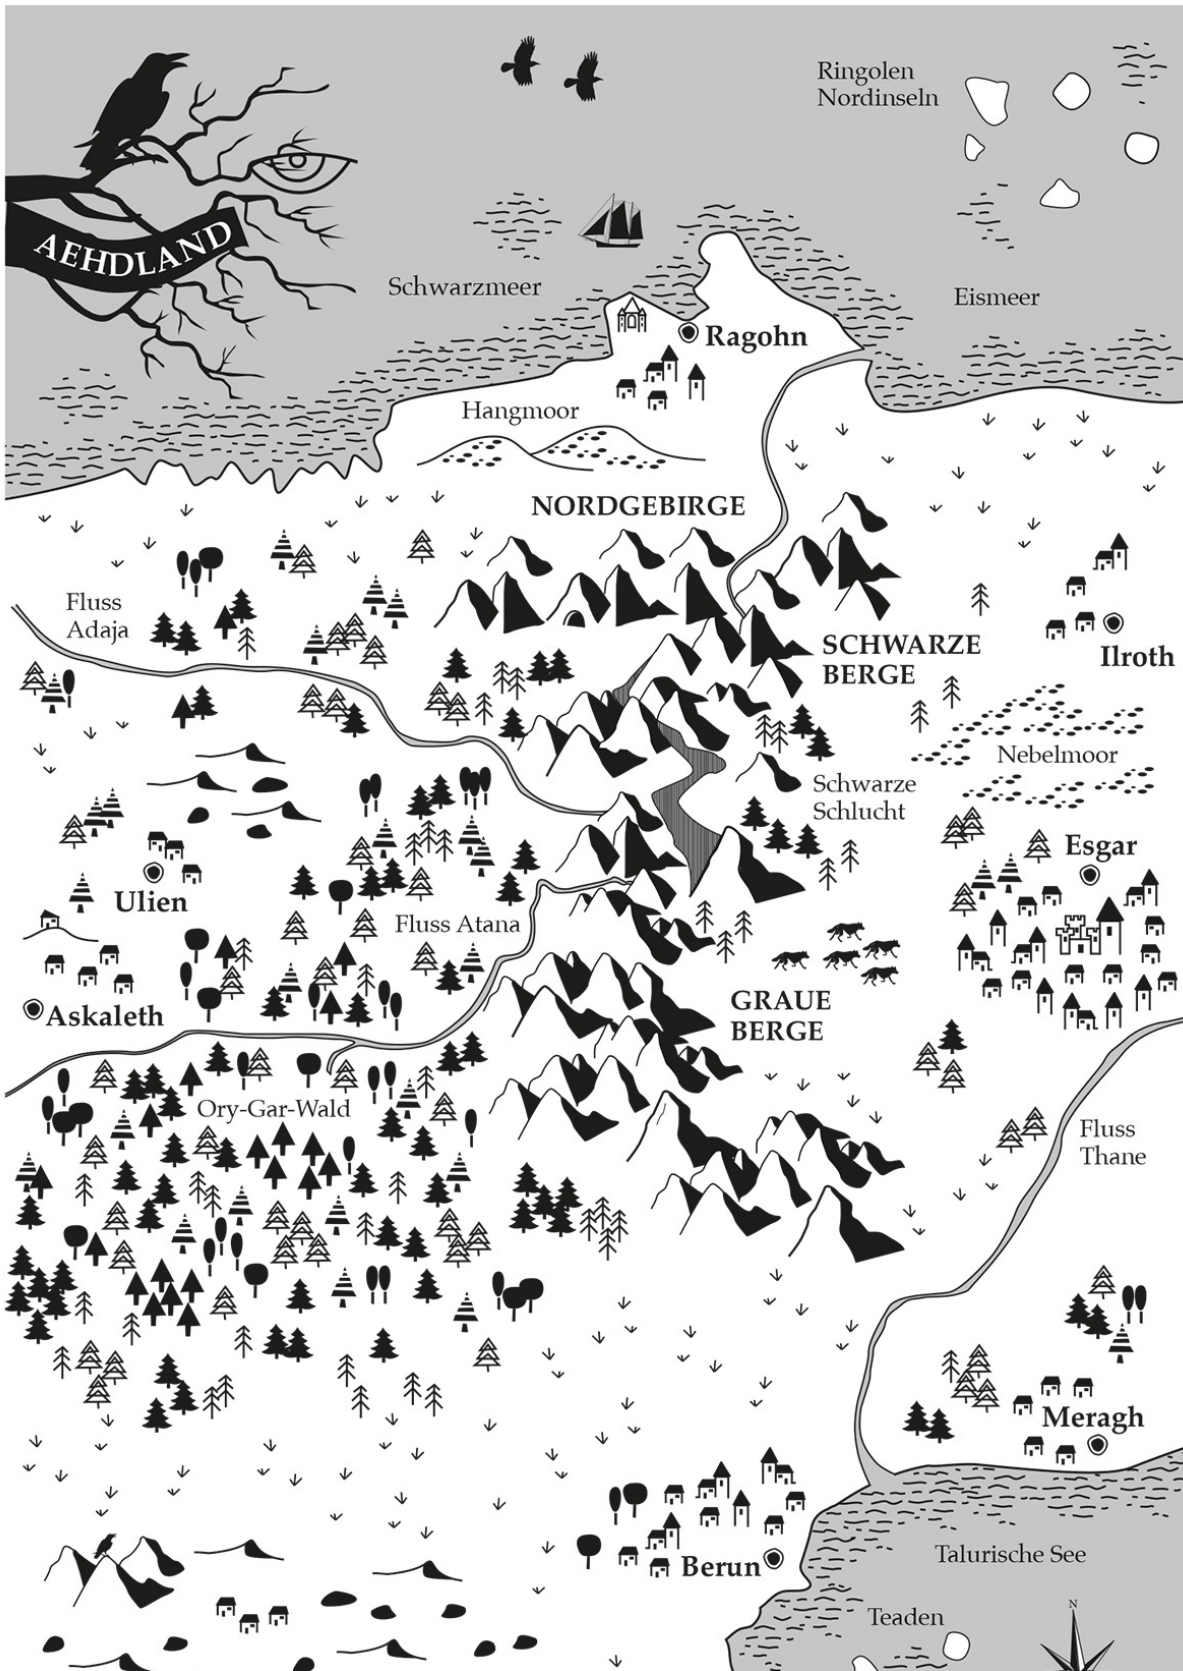 Ringolen
Nordinseln
AEHDLAND
Schwarzmeer
Eismeer
Ragohn
Hangmoor
NORDGEBIRGE
Fluss
Adaja
SCHWARZE
BERGE
Ilroth
Nebelmoor
Schwarze
Schlucht
Esgar
Ulien
Fluss Atana
GRAUE
BERGE
Askaleth
Ory-Gar-Wald
Fluss
Thane
Meragh
Berun
Talurische See
Teaden
N